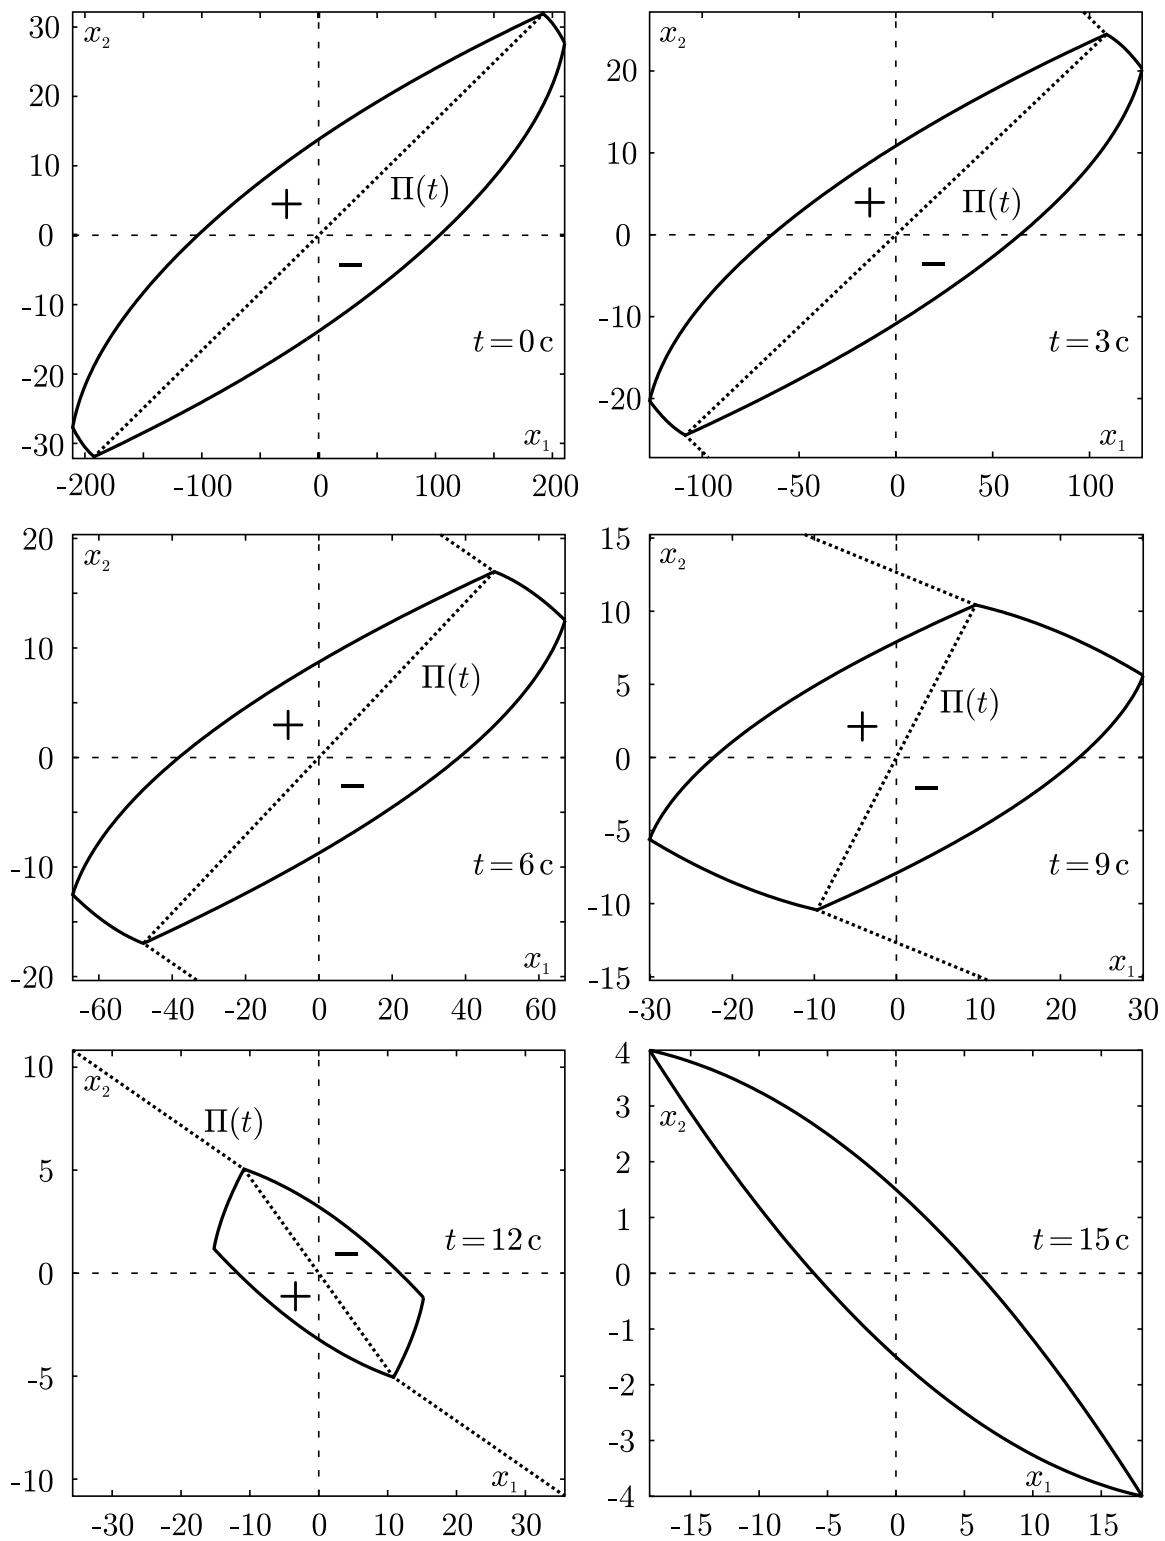 30
x₂
20
10
Π(t)
+
0
−
-10
t=0 c
-20
-30
x₁
-200 -100 0 100 200
x₂
20
10
+
Π(t)
0
−
-10
t=3 c
-20
x₁
-100 -50 0 50 100
20
x₂
10
Π(t)
+
0
−
-10
t=6 c
x₁
-20
-60 -40 -20 0 20 40 60
15
x₂
10
5
Π(t)
+
0
−
-5
t=9 c
-10
x₁
-15
-30 -20 -10 0 10 20 30
10
x₂
Π(t)
5
t=12 c
−
0
+
-5
-10
x₁
-30 -20 -10 0 10 20 30
4
3
x₂
2
1
t=15 c
0
-1
-2
-3
x₁
-4
-15 -10 -5 0 5 10 15